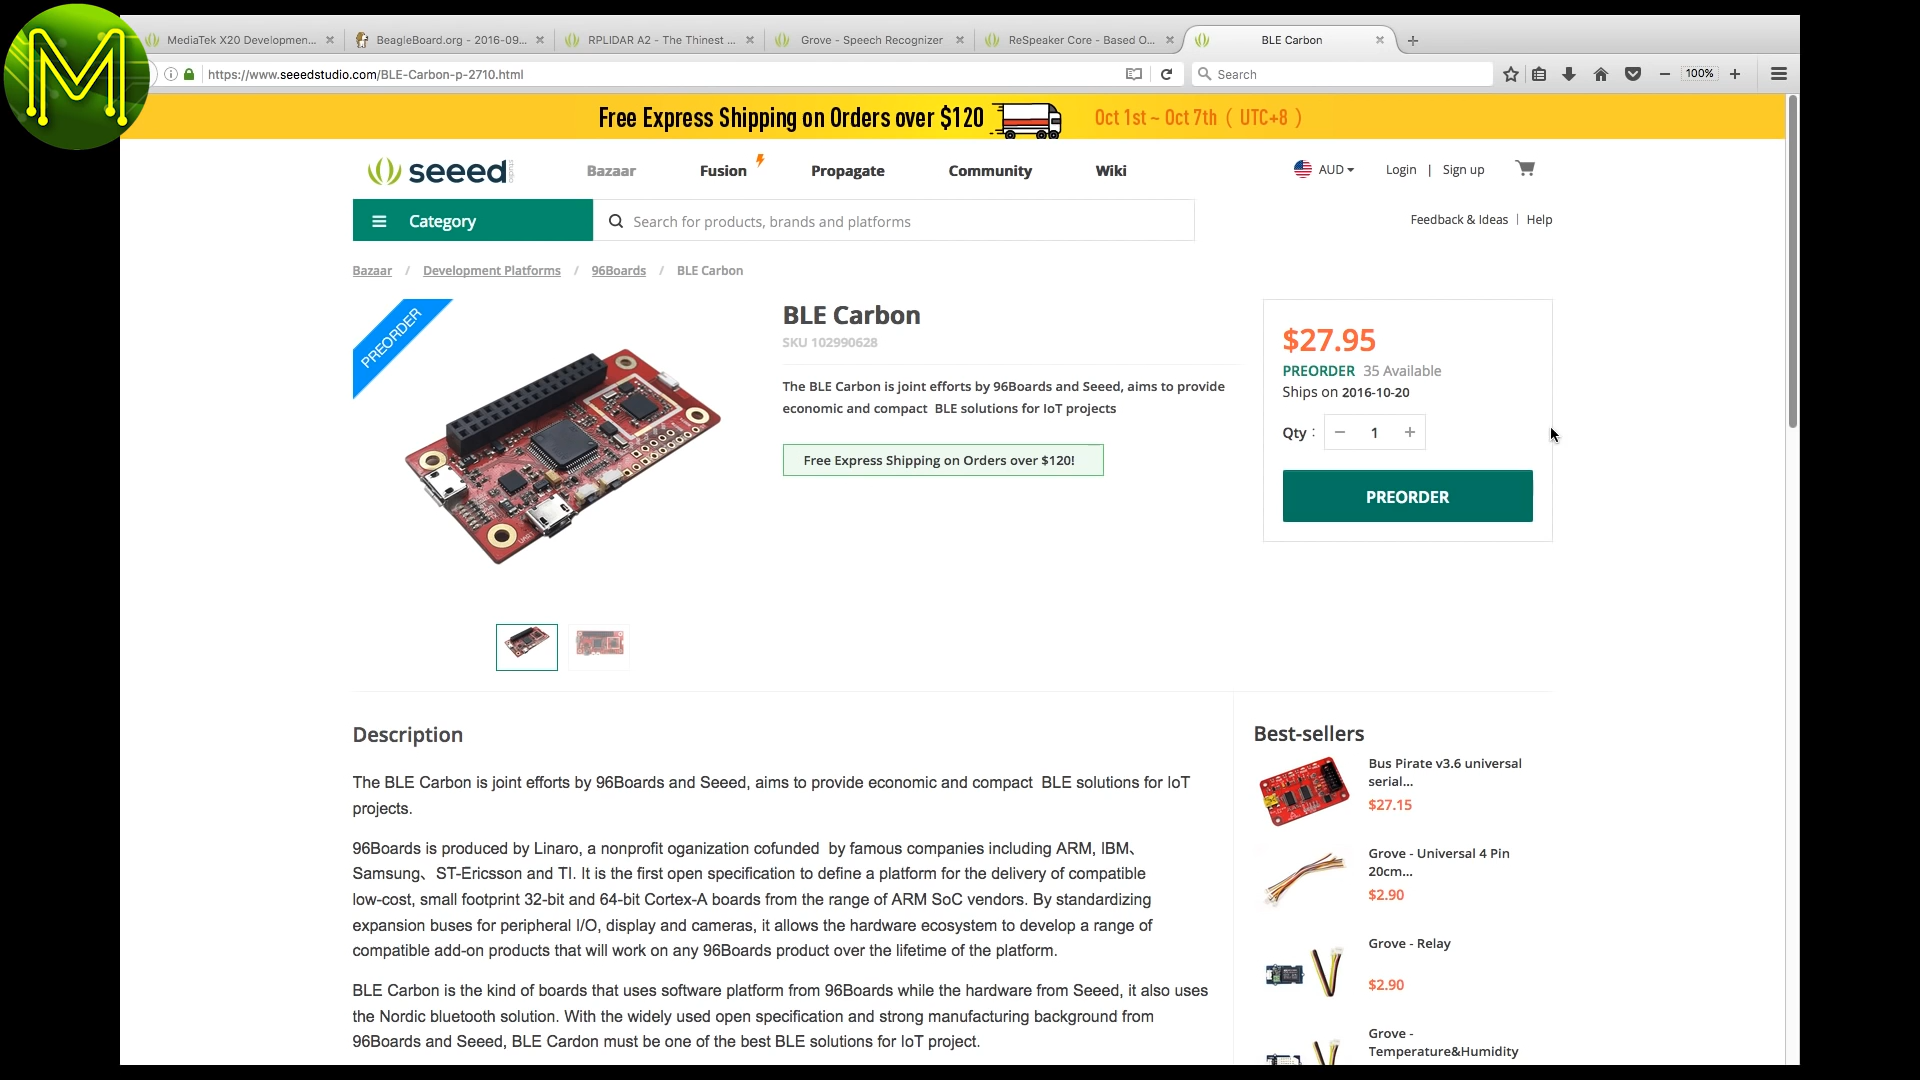 M
MediaTek X20 Developmen...
BeagleBoard.org - 2016-09...
RPLIDAR A2 - The Thinest ...
Grove - Speech Recognizer
ReSpeaker Core - Based O...
BLE Carbon
https://www.seeedstudio.com/BLE-Carbon-p-2710.html
Search
100%
Free Express Shipping on Orders over $120
Oct 1st ~ Oct 7th ( UTC+8 )
seeed studio
Bazaar
Fusion
Propagate
Community
Wiki
AUD
Login | Sign up
Category
Search for products, brands and platforms
Feedback & Ideas | Help
Bazaar / Development Platforms / 96Boards / BLE Carbon
PREORDER
BLE Carbon
SKU 102990628
The BLE Carbon is joint efforts by 96Boards and Seeed, aims to provide
economic and compact BLE solutions for IoT projects
Free Express Shipping on Orders over $120!
$27.95
PREORDER 35 Available
Ships on 2016-10-20
Qty : − 1 +
PREORDER
Description
The BLE Carbon is joint efforts by 96Boards and Seeed, aims to provide economic and compact BLE solutions for IoT
projects.
96Boards is produced by Linaro, a nonprofit oganization cofunded by famous companies including ARM, IBM、
Samsung、ST-Ericsson and TI. It is the first open specification to define a platform for the delivery of compatible
low-cost, small footprint 32-bit and 64-bit Cortex-A boards from the range of ARM SoC vendors. By standardizing
expansion buses for peripheral I/O, display and cameras, it allows the hardware ecosystem to develop a range of
compatible add-on products that will work on any 96Boards product over the lifetime of the platform.
BLE Carbon is the kind of boards that uses software platform from 96Boards while the hardware from Seeed, it also uses
the Nordic bluetooth solution. With the widely used open specification and strong manufacturing background from
96Boards and Seeed, BLE Cardon must be one of the best BLE solutions for IoT project.
Best-sellers
Bus Pirate v3.6 universal
serial...
$27.15
Grove - Universal 4 Pin
20cm...
$2.90
Grove - Relay
$2.90
Grove -
Temperature&Humidity